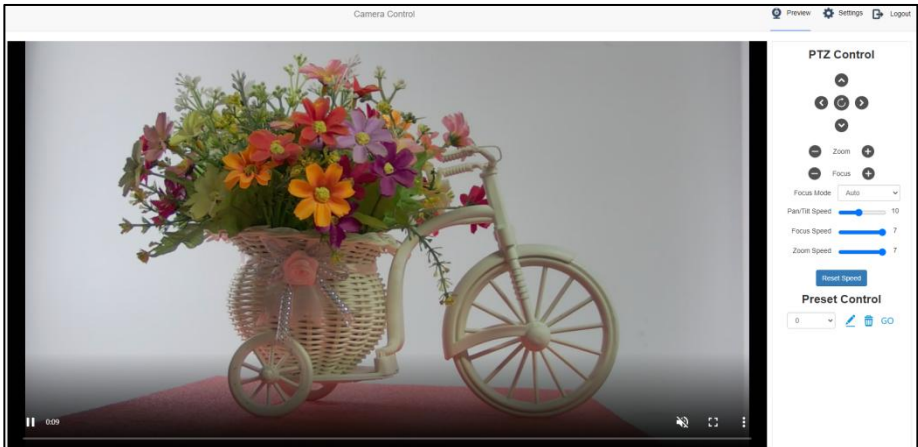 Camera Control
Preview Settings Logout
PTZ Control
Zoom
Focus
Focus Mode Auto
Pan/Tilt Speed 10
Focus Speed 7
Zoom Speed 7
Reset Speed
Preset Control
0 GO
0:09